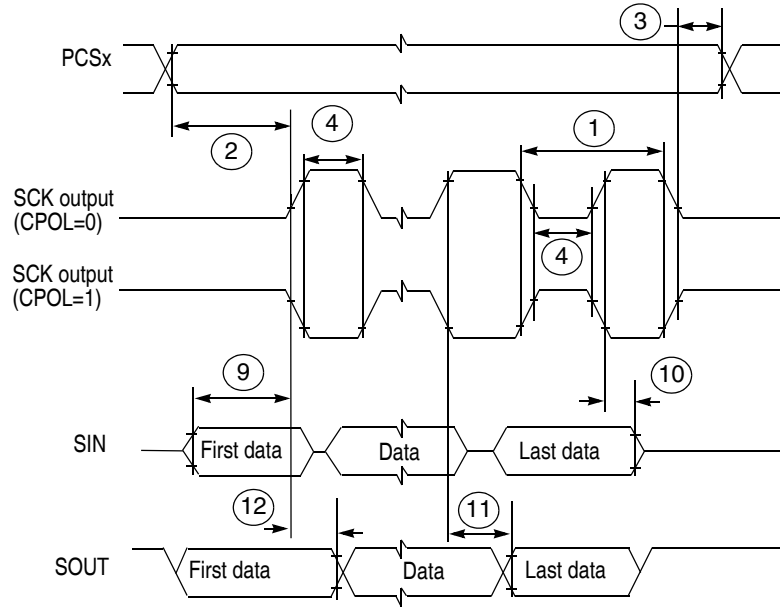 3
PCSx
2
4
1
SCK output
(CPOL=0)
4
SCK output
(CPOL=1)
9
10
SIN
First data
Data
Last data
12
11
SOUT
First data
Data
Last data